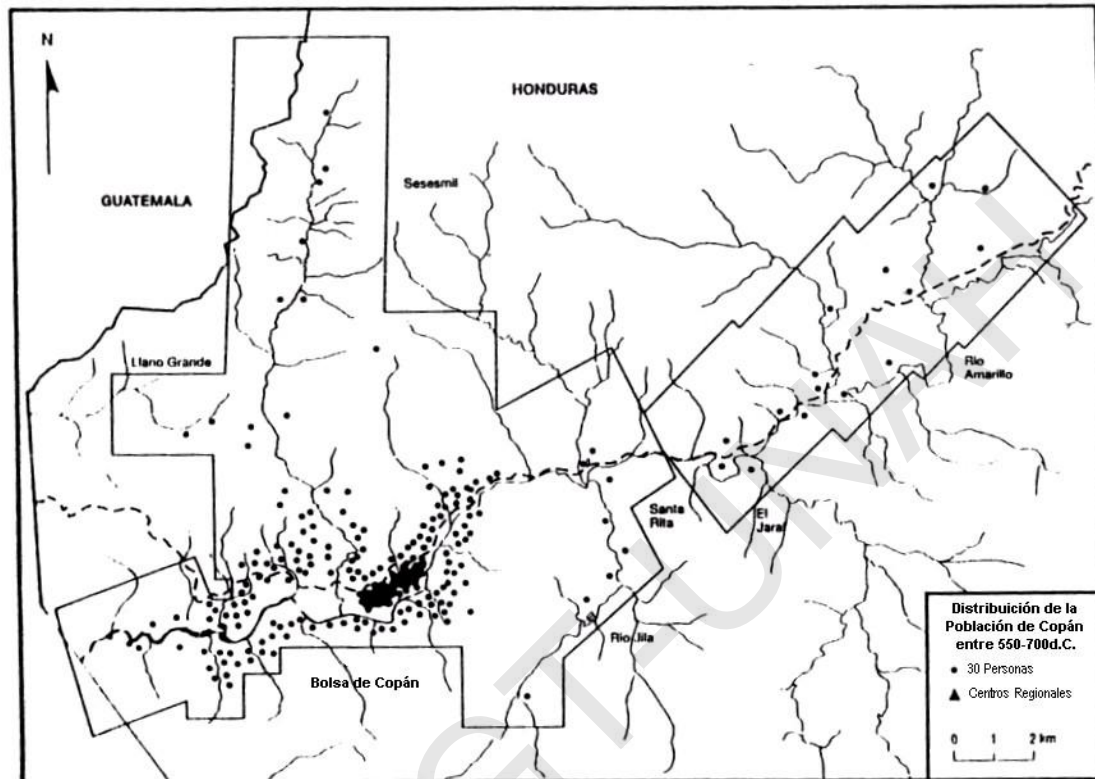 N
HONDURAS
Sesesmil
GUATEMALA
Llano Grande
Rio
Amarillo
Santa
Rita
El
Jaral
Rio Jila
Bolsa de Copán
Distribuición de la
Población de Copán
entre 550-700d.C.
30 Personas
Centros Regionales
0 1 2 km